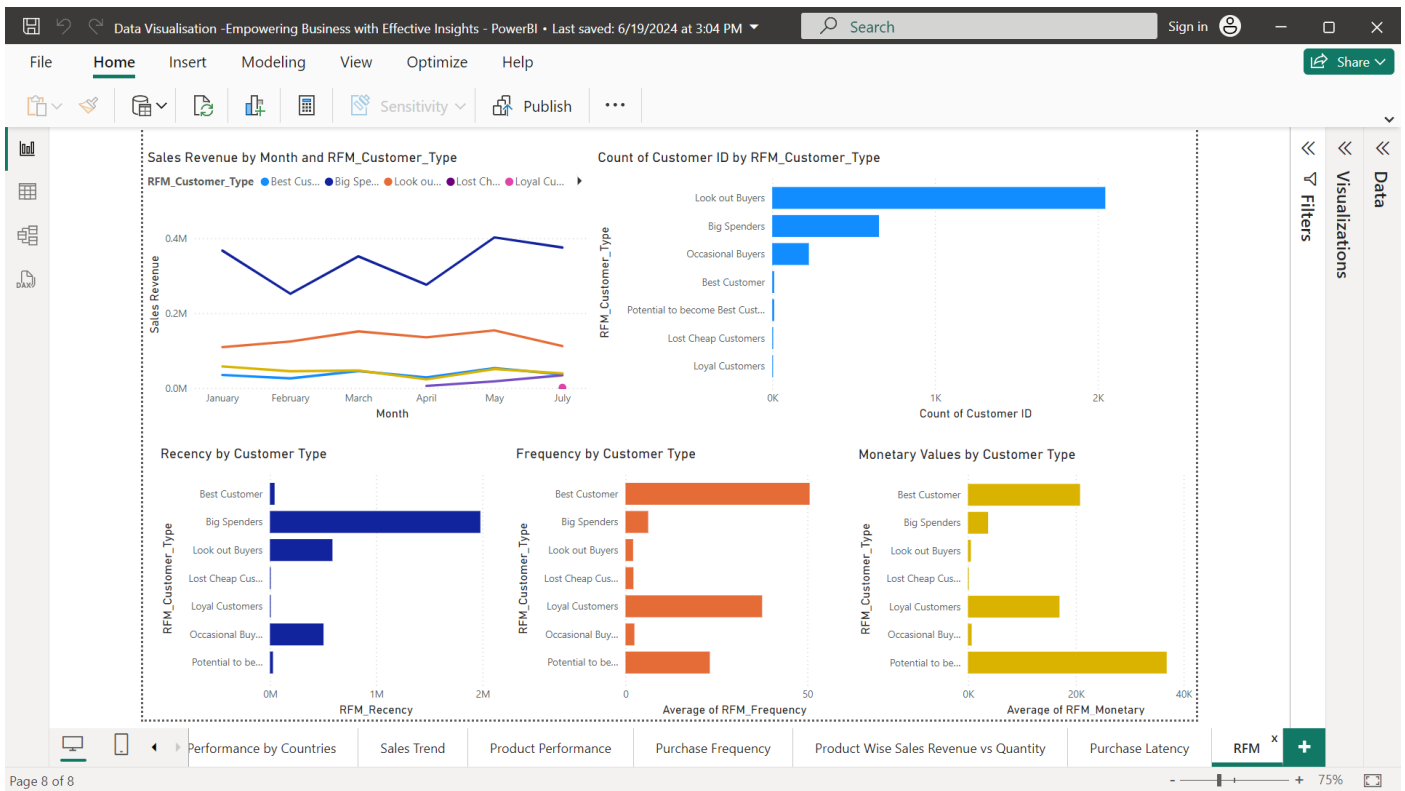 Data Visualisation -Empowering Business with Effective Insights - PowerBI • Last saved: 6/19/2024 at 3:04 PM
Search
Sign in
File Home Insert Modeling View Optimize Help
Share
Sensitivity
Publish
Sales Revenue by Month and RFM_Customer_Type
RFM_Customer_Type Best Cus... Big Spe... Look ou... Lost Ch... Loyal Cu...
Sales Revenue
0.4M
0.2M
0.0M
January February March April May July
Month
Count of Customer ID by RFM_Customer_Type
RFM_Customer_Type
Look out Buyers
Big Spenders
Occasional Buyers
Best Customer
Potential to become Best Cust...
Lost Cheap Customers
Loyal Customers
0K 1K 2K
Count of Customer ID
Recency by Customer Type
RFM_Customer_Type
Best Customer
Big Spenders
Look out Buyers
Lost Cheap Cus...
Loyal Customers
Occasional Buy...
Potential to be...
0M 1M 2M
RFM_Recency
Frequency by Customer Type
RFM_Customer_Type
Best Customer
Big Spenders
Look out Buyers
Lost Cheap Cus...
Loyal Customers
Occasional Buy...
Potential to be...
0 50
Average of RFM_Frequency
Monetary Values by Customer Type
RFM_Customer_Type
Best Customer
Big Spenders
Look out Buyers
Lost Cheap Cus...
Loyal Customers
Occasional Buy...
Potential to be...
0K 20K 40K
Average of RFM_Monetary
Filters
Visualizations
Data
DAX
Performance by Countries Sales Trend Product Performance Purchase Frequency Product Wise Sales Revenue vs Quantity Purchase Latency RFM x +
Page 8 of 8
- + 75%